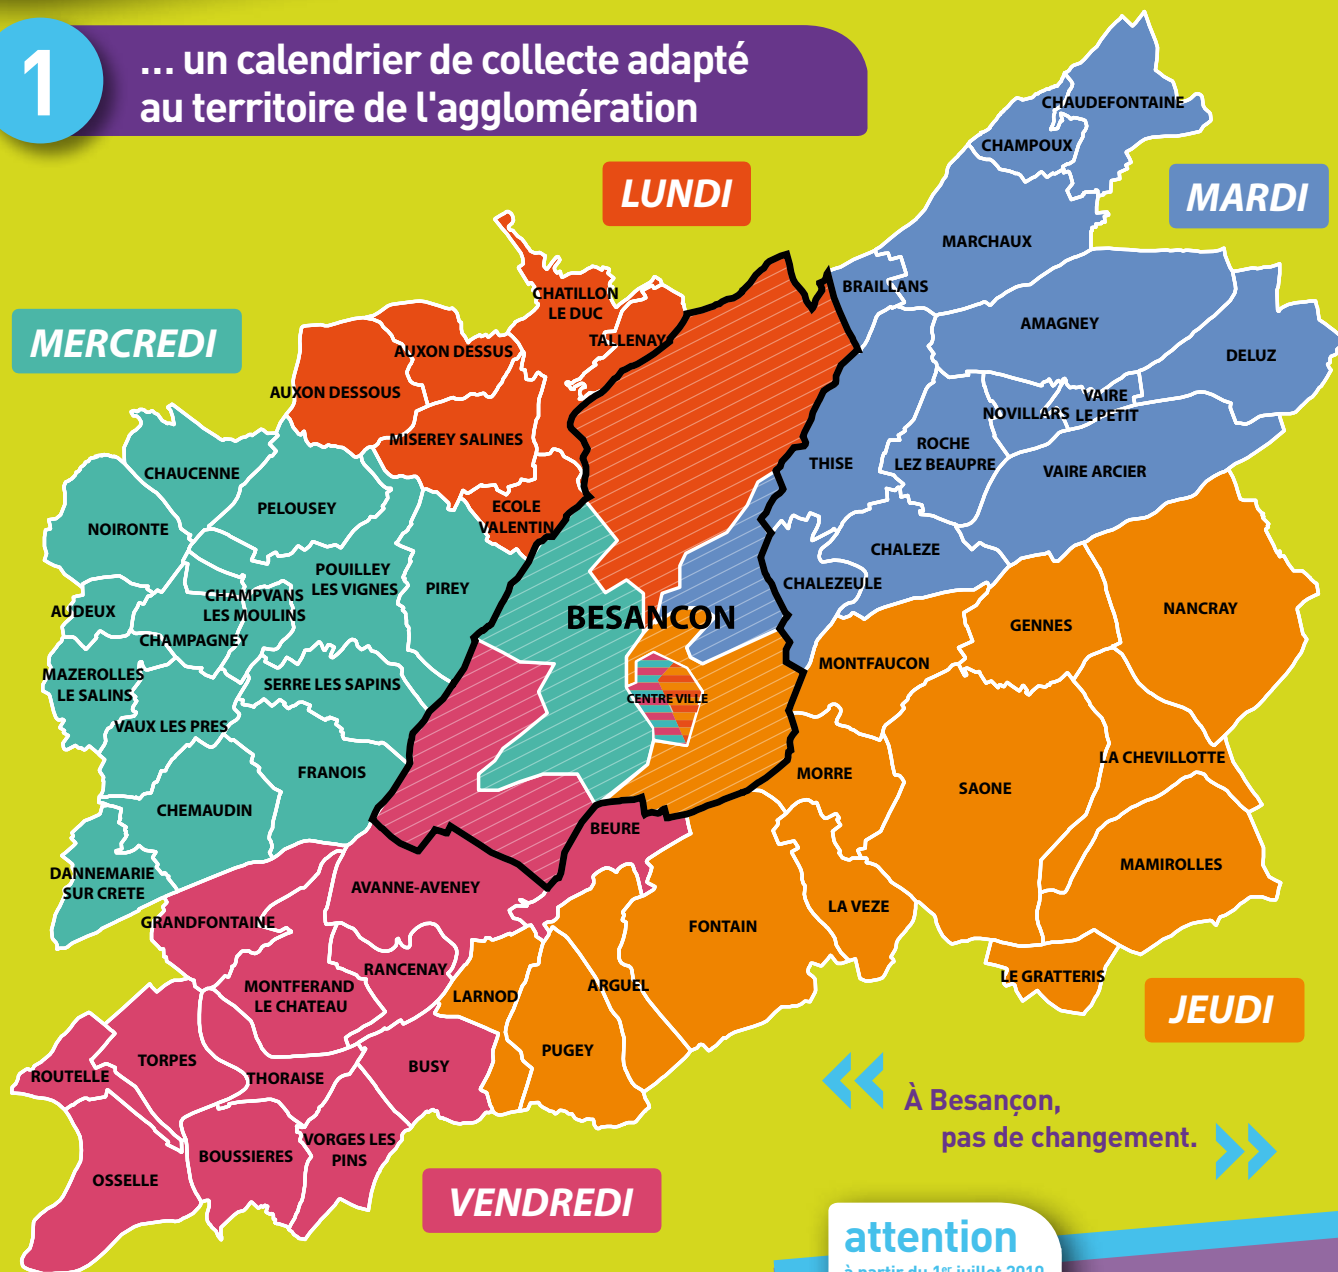 1
... un calendrier de collecte adapté
au territoire de l'agglomération
LUNDI
MARDI
MERCREDI
CHAUDEFONTAINE
CHAMPOUX
MARCHAUX
BRAILLANS
AMAGNEY
DELUZ
VAIRE
LE PETIT
NOVILLARS
ROCHE
LEZ BEAUPRE
THISE
VAIRE ARCIER
CHALEZE
CHALEZEULE
CHATILLON
LE DUC
TALLENAY
AUXON DESSUS
AUXON DESSOUS
MISEREY SALINES
ECOLE
VALENTIN
CHAUCENNE
PELOUSEY
NOIRONTE
POUILLEY
LES VIGNES
PIREY
CHAMPVANS
LES MOULINS
AUDEUX
CHAMPAGNEY
MAZEROLLES
LE SALINS
SERRE LES SAPINS
VAUX LES PRES
FRANOIS
CHEMAUDIN
DANNEMARIE
SUR CRETE
BESANCON
CENTRE VILLE
NANCRAY
GENNES
MONTFAUCON
LA CHEVILLOTTE
MORRE
SAONE
MAMIROLLES
LA VEZE
FONTAIN
LE GRATTERIS
ARGUEL
LARNOD
PUGEY
BEURE
AVANNE-AVENEY
GRANDFONTAINE
RANCENAY
MONTFERAND
LE CHATEAU
TORPES
ROUTELLE
THORAISE
BUSY
VORGES LES
PINS
BOUSSIERES
OSSELLE
JEUDI
VENDREDI
« À Besançon,
pas de changement. »
attention
à partir du 1er juillet 2010